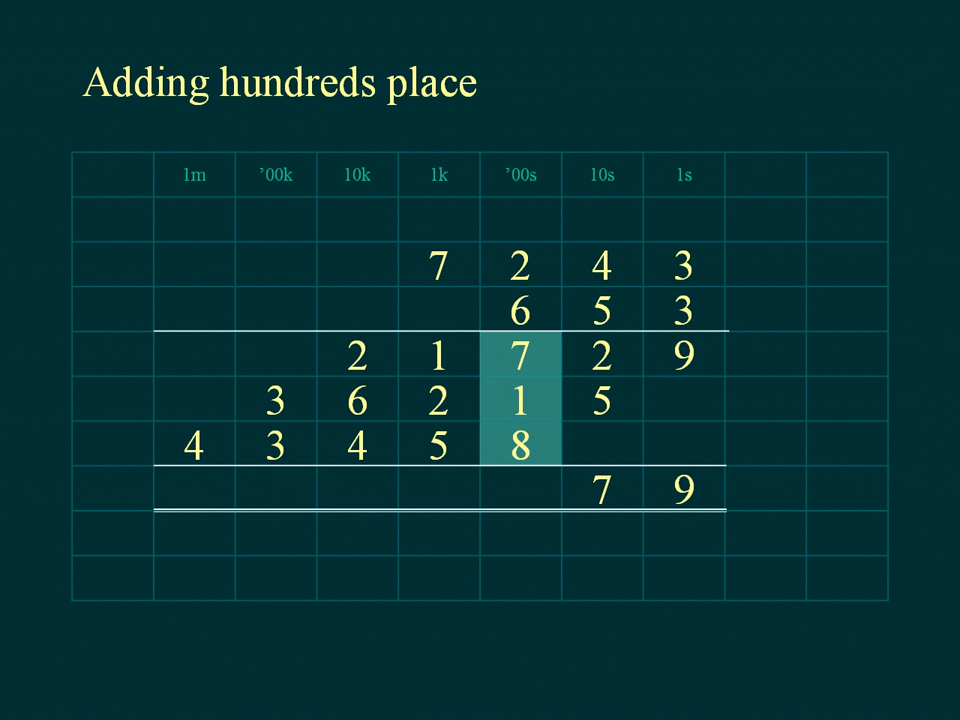 Adding hundreds place
1m ’00k 10k 1k ’00s 10s 1s
7 2 4 3
6 5 3
2 1 7 2 9
3 6 2 1 5
4 3 4 5 8
7 9